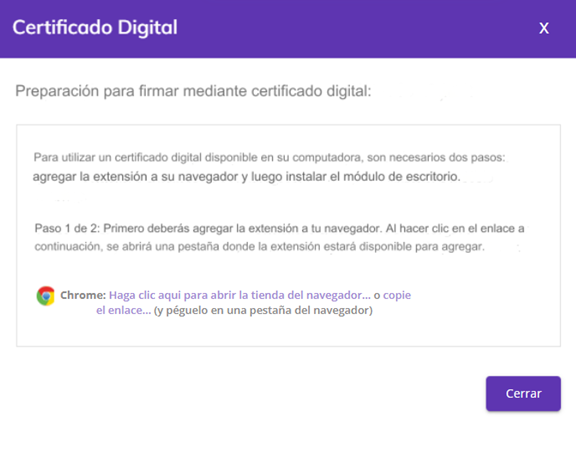 Certificado Digital
X
Preparación para firmar mediante certificado digital:
Para utilizar un certificado digital disponible en su computadora, son necesarios dos pasos:
agregar la extensión a su navegador y luego instalar el módulo de escritorio.
Paso 1 de 2: Primero deberás agregar la extensión a tu navegador. Al hacer clic en el enlace a
continuación, se abrirá una pestaña donde la extensión estará disponible para agregar.
Chrome: Haga clic aqui para abrir la tienda del navegador... o copie
el enlace... (y péguelo en una pestaña del navegador)
Cerrar